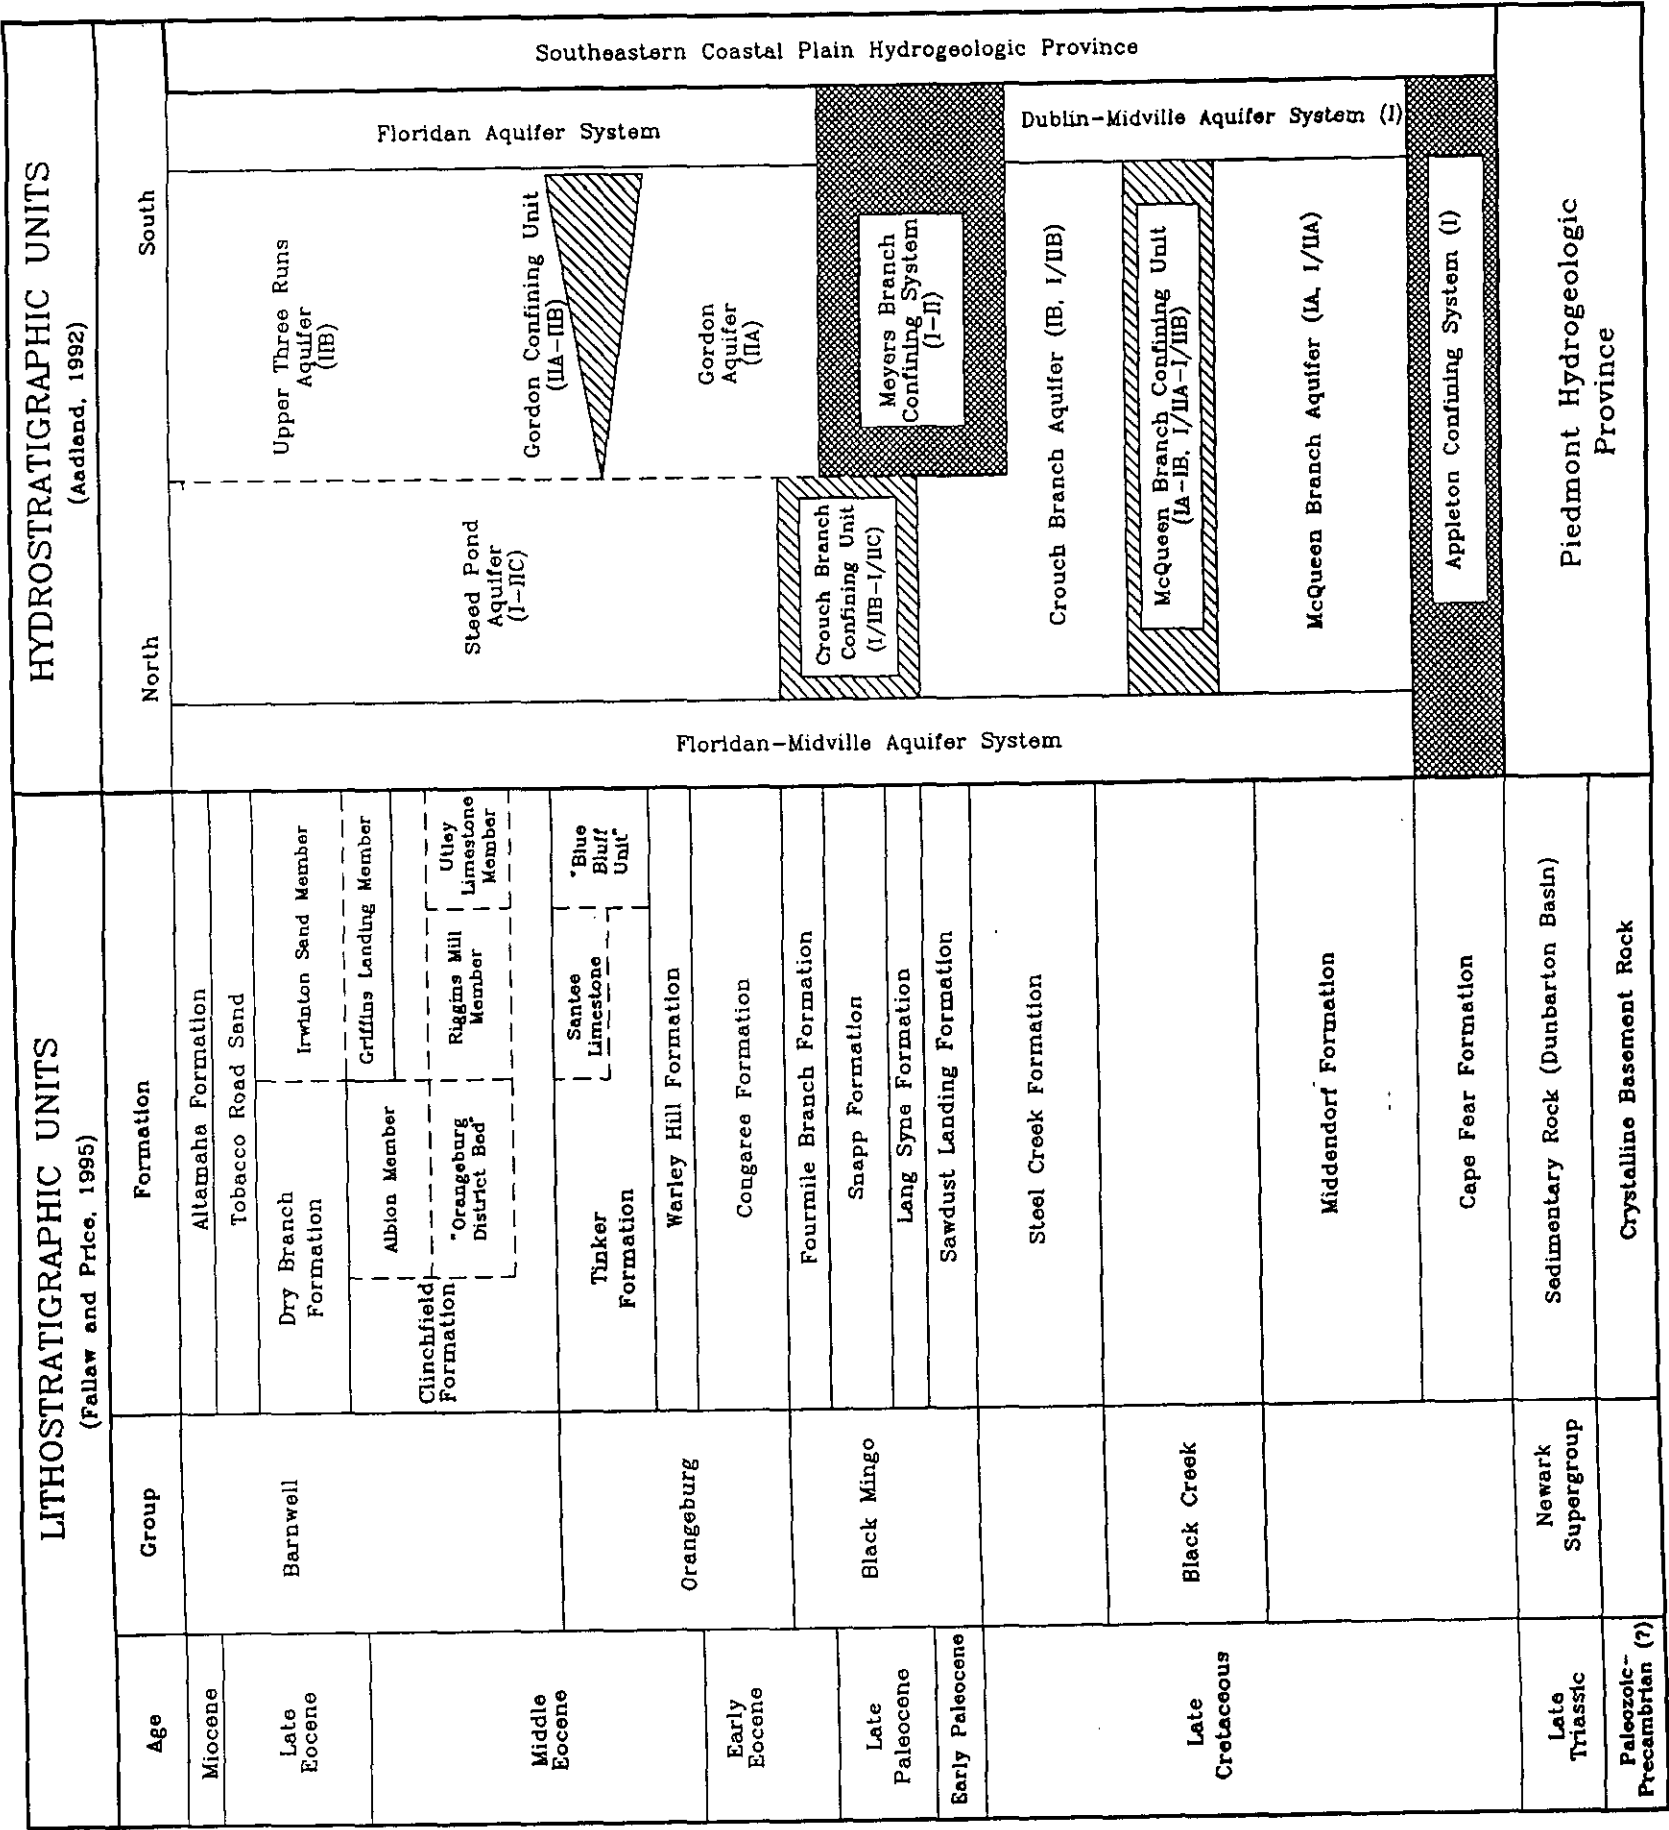 LITHOSTRATIGRAPHIC UNITS
(Fallaw and Price, 1995)
HYDROSTRATIGRAPHIC UNITS
(Aadland, 1992)
Age
Group
Formation
North
South
Miocene
Late
Eocene
Middle
Eocene
Early
Eocene
Late
Paleocene
Early Paleocene
Late
Cretaceous
Late
Triassic
Paleozoic-
Precambrian (?)
Barnwell
Orangeburg
Black Mingo
Black Creek
Newark
Supergroup
Altamaha Formation
Tobacco Road Sand
Dry Branch
Formation
Irwinton Sand Member
Griffins Landing Member
Albion Member
Clinchfield
Formation
"Orangeburg
District Bed"
Riggins Mill
Member
Utley
Limestone
Member
Tinker
Formation
Santee
Limestone
"Blue
Bluff
Unit"
Warley Hill Formation
Congaree Formation
Fourmile Branch Formation
Snapp Formation
Lang Syne Formation
Sawdust Landing Formation
Steel Creek Formation
Middendorf Formation
Cape Fear Formation
Sedimentary Rock (Dunbarton Basin)
Crystalline Basement Rock
Floridan-Midville Aquifer System
Steed Pond
Aquifer
(I-IIC)
Upper Three Runs
Aquifer
(IIB)
Gordon Confining Unit
(IIA-IIB)
Gordon
Aquifer
(IIA)
Floridan Aquifer System
Southeastern Coastal Plain Hydrogeologic Province
Crouch Branch
Confining Unit
(I/IIB-I/IIC)
Meyers Branch
Confining System
(I-II)
Crouch Branch Aquifer (IB, I/IIB)
McQueen Branch Confining Unit
(IA-IB, I/IIA-I/IIB)
McQueen Branch Aquifer (IA, I/IIA)
Dublin-Midville Aquifer System (I)
Appleton Confining System (I)
Piedmont Hydrogeologic
Province